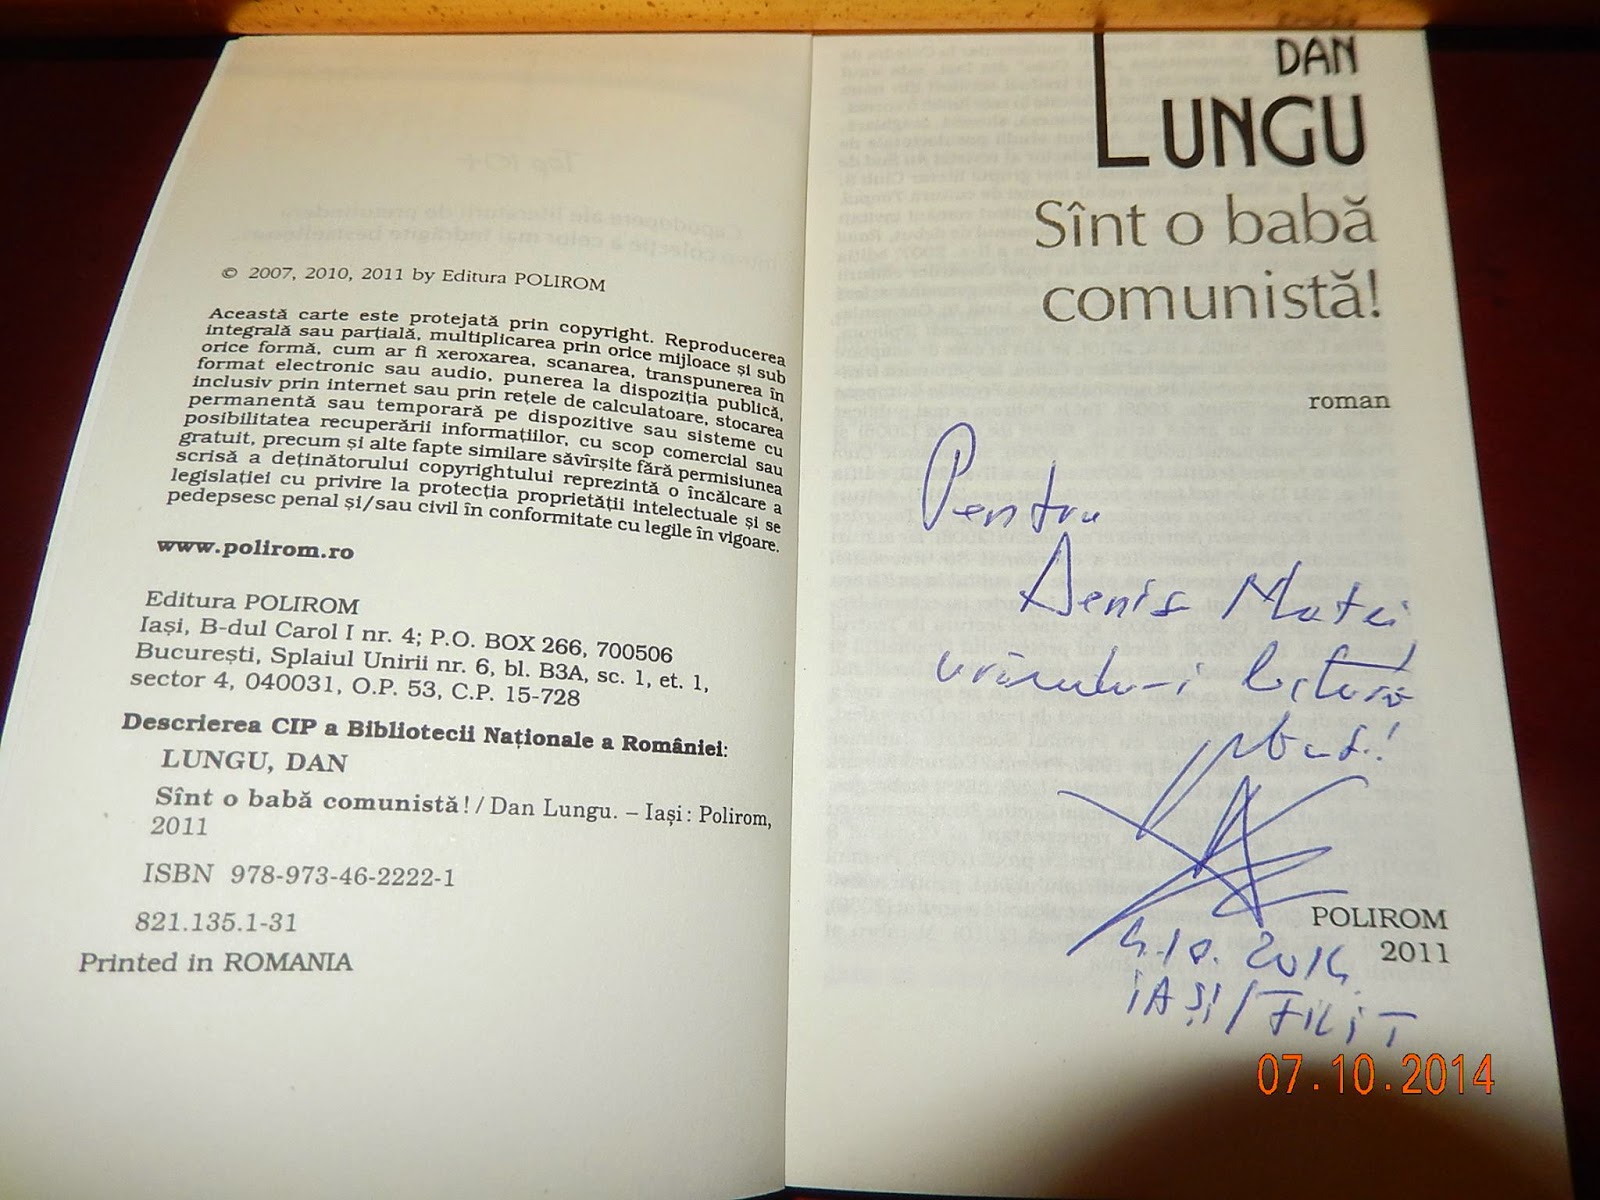 © 2007, 2010, 2011 by Editura POLIROM
Această carte este protejată prin copyright. Reproducerea
integrală sau parțială, multiplicarea prin orice mijloace și sub
orice formă, cum ar fi xeroxarea, scanarea, transpunerea în
format electronic sau audio, punerea la dispoziția publică,
inclusiv prin internet sau prin rețele de calculatoare, stocarea
permanentă sau temporară pe dispozitive sau sisteme cu
posibilitatea recuperării informațiilor, cu scop comercial sau
gratuit, precum și alte fapte similare săvîrșite fără permisiunea
scrisă a deținătorului copyrightului reprezintă o încălcare a
legislației cu privire la protecția proprietății intelectuale și se
pedepsesc penal și/sau civil în conformitate cu legile în vigoare.
www.polirom.ro
Editura POLIROM
Iași, B-dul Carol I nr. 4; P.O. BOX 266, 700506
București, Splaiul Unirii nr. 6, bl. B3A, sc. 1, et. 1,
sector 4, 040031, O.P. 53, C.P. 15-728
Descrierea CIP a Bibliotecii Naționale a României:
LUNGU, DAN
Sînt o babă comunistă! / Dan Lungu. – Iași: Polirom,
2011
ISBN 978-973-46-2222-1
821.135.1-31
Printed in ROMANIA
DAN
LUNGU
Sînt o babă
comunistă!
roman
Pentru
Denis Matei
urîndu-i lectură
POLIROM
2011
4.10.2014
IAȘI/FILIT
07.10.2014